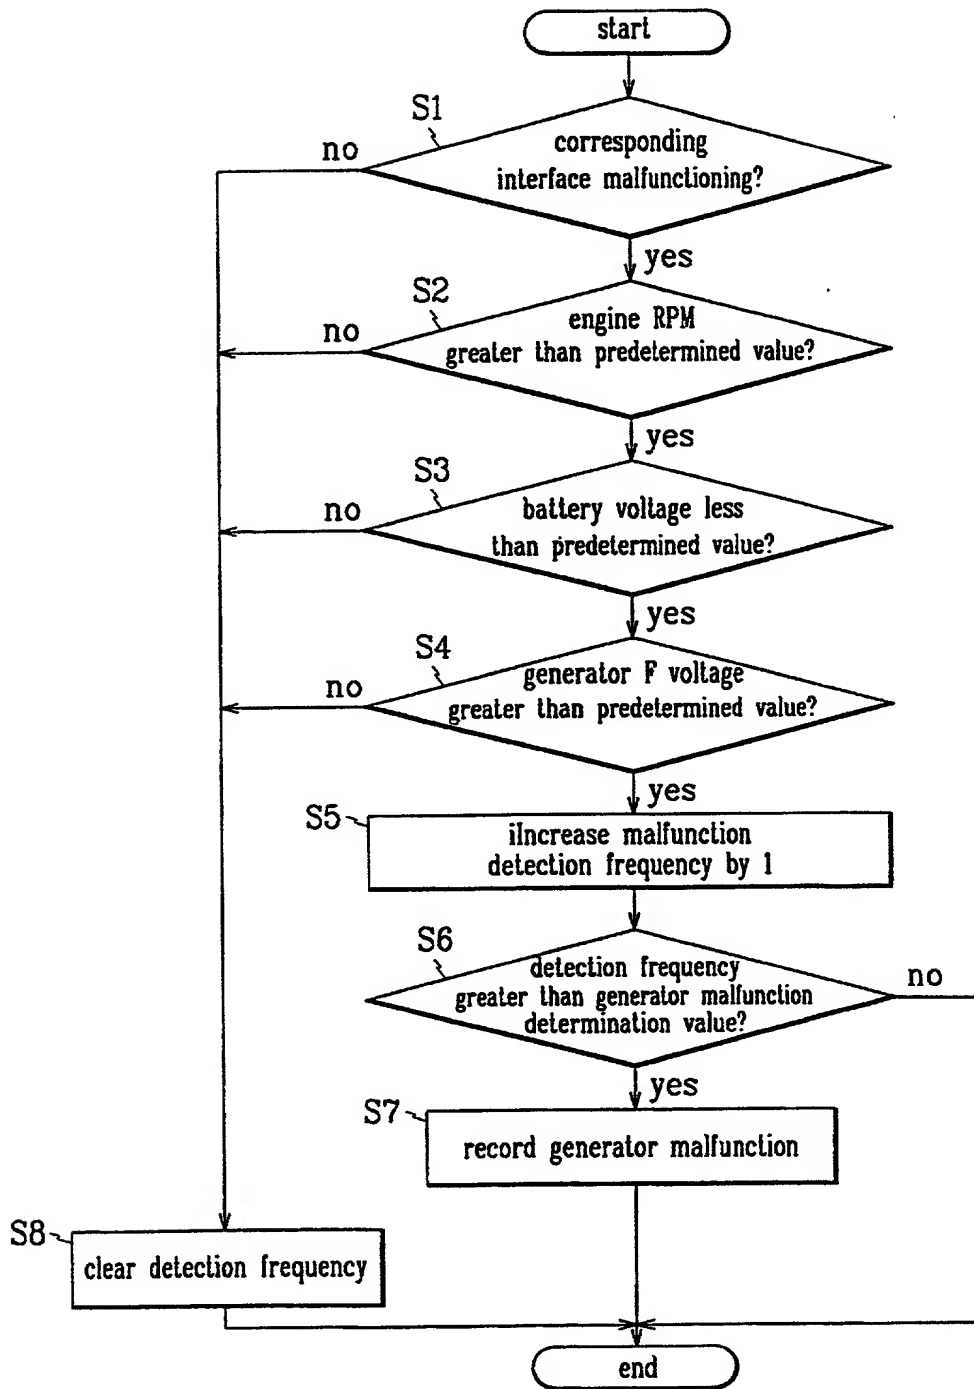 start
S1
no
corresponding
interface malfunctioning?
yes
S2
no
engine RPM
greater than predetermined value?
yes
S3
no
battery voltage less
than predetermined value?
yes
S4
no
generator F voltage
greater than predetermined value?
yes
S5
iIncrease malfunction
detection frequency by 1
S6
no
detection frequency
greater than generator malfunction
determination value?
yes
S7
record generator malfunction
S8
clear detection frequency
end